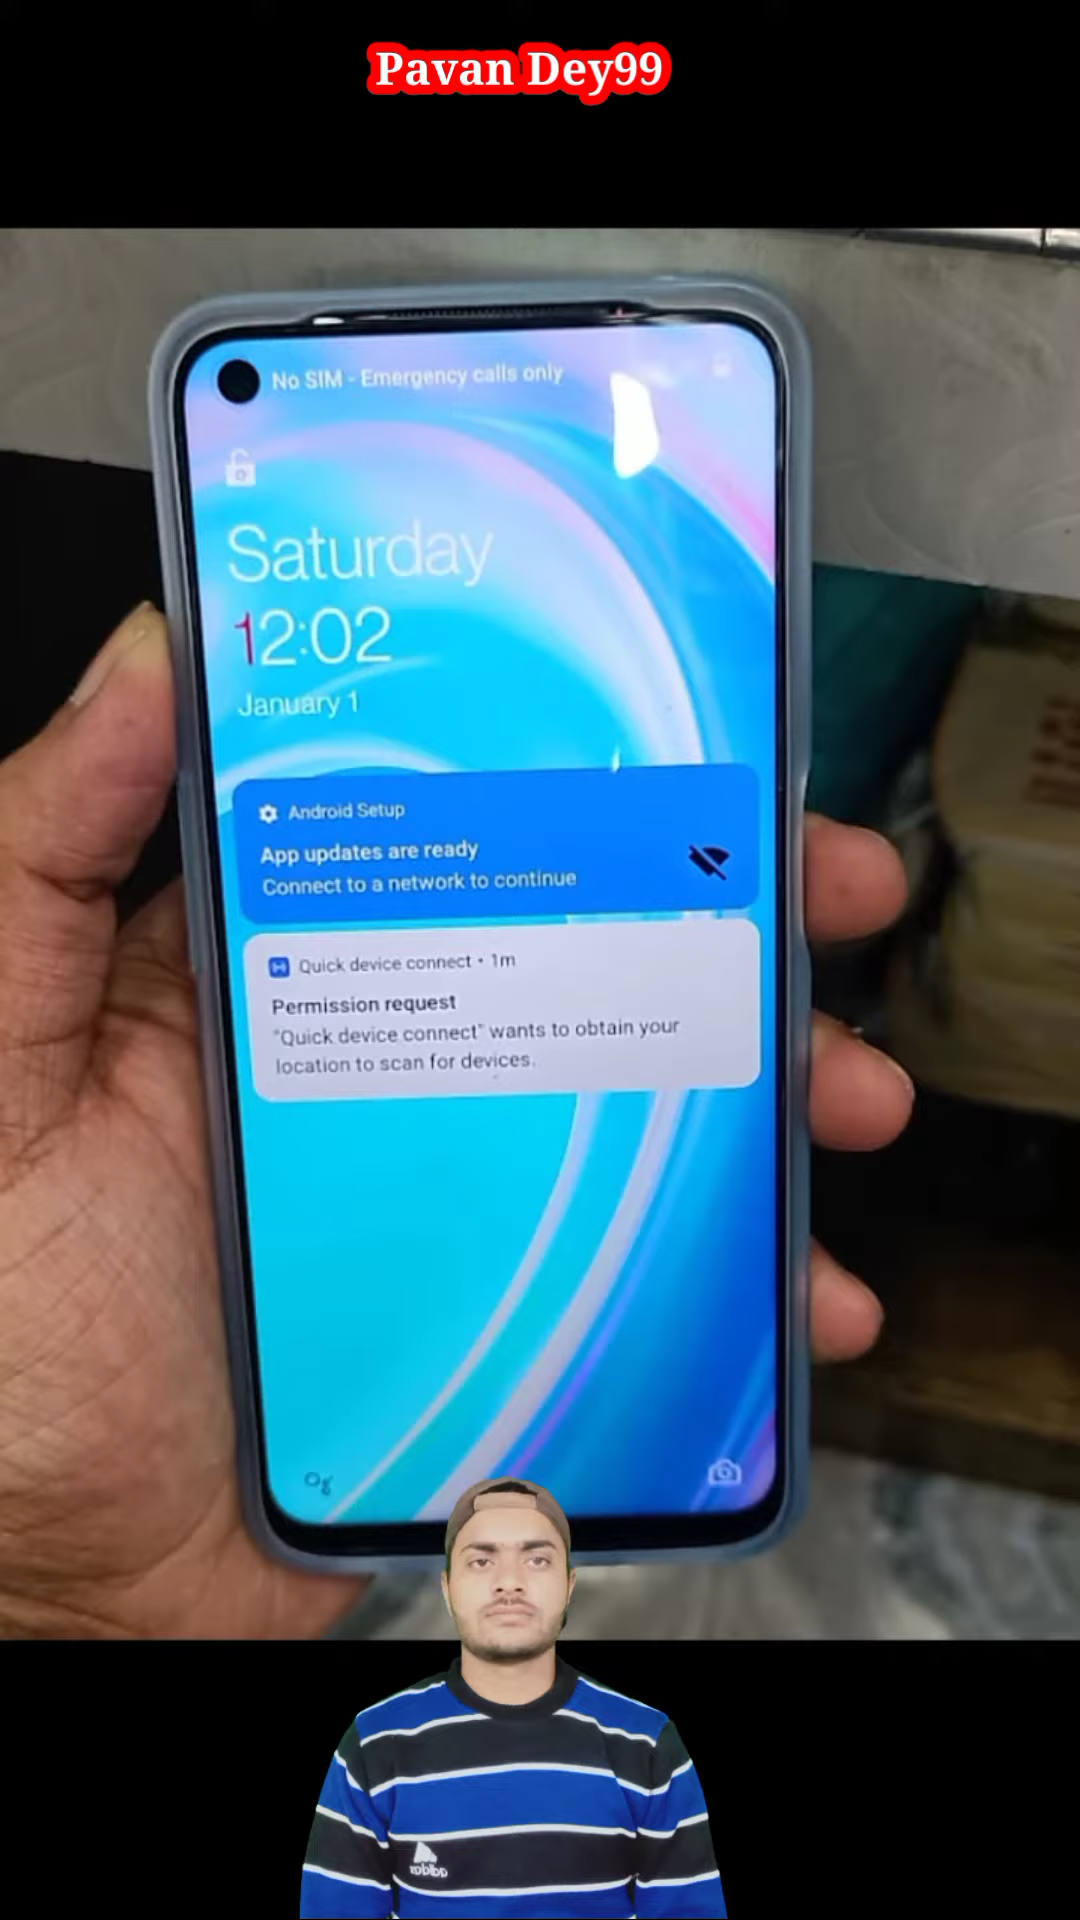 Pavan Dey99
No SIM - Emergency calls only
Saturday
12:02
January 1
Android Setup
App updates are ready
Connect to a network to continue
Quick device connect • 1m
Permission request
"Quick device connect" wants to obtain your
location to scan for devices.
adidas